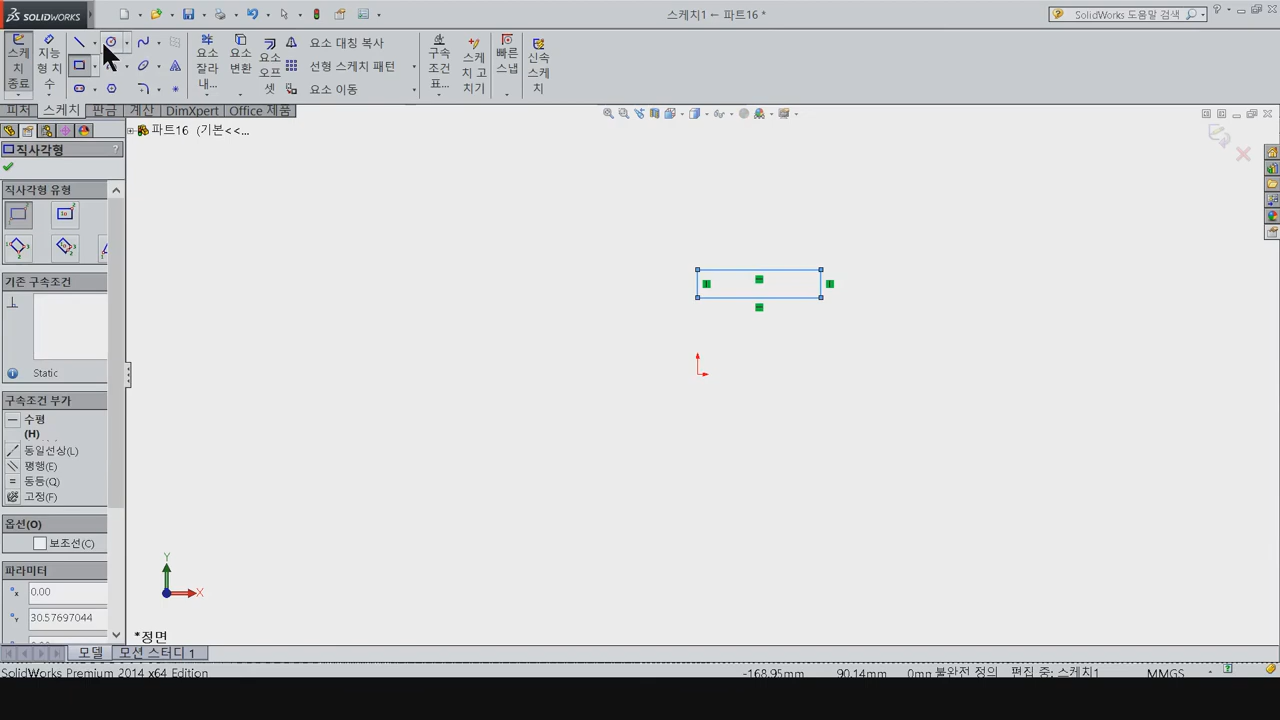 SOLIDWORKS
스케치1 ← 파트16 *
SolidWorks 도움말 검색
스케치 종료
지능형 치수
요소 잘라내...
요소 변환
요소 오프셋
요소 대칭 복사
선형 스케치 패턴
요소 이동
구속조건 표...
스케치 고치기
빠른 스냅
신속 스케치
피처
스케치
판금
계산
DimXpert
Office 제품
파트16 (기본<<...
직사각형
직사각형 유형
기존 구속조건
Static
구속조건 부가
수평
(H)
동일선상(L)
평행(E)
동등(Q)
고정(F)
옵션(O)
보조선(C)
파라미터
0.00
30.57697044
Y
X
*정면
모델
모션 스터디 1
SolidWorks Premium 2014 x64 Edition
-168.95mm
90.14mm
0mn 불완전 정의
편집 중: 스케치1
MMGS